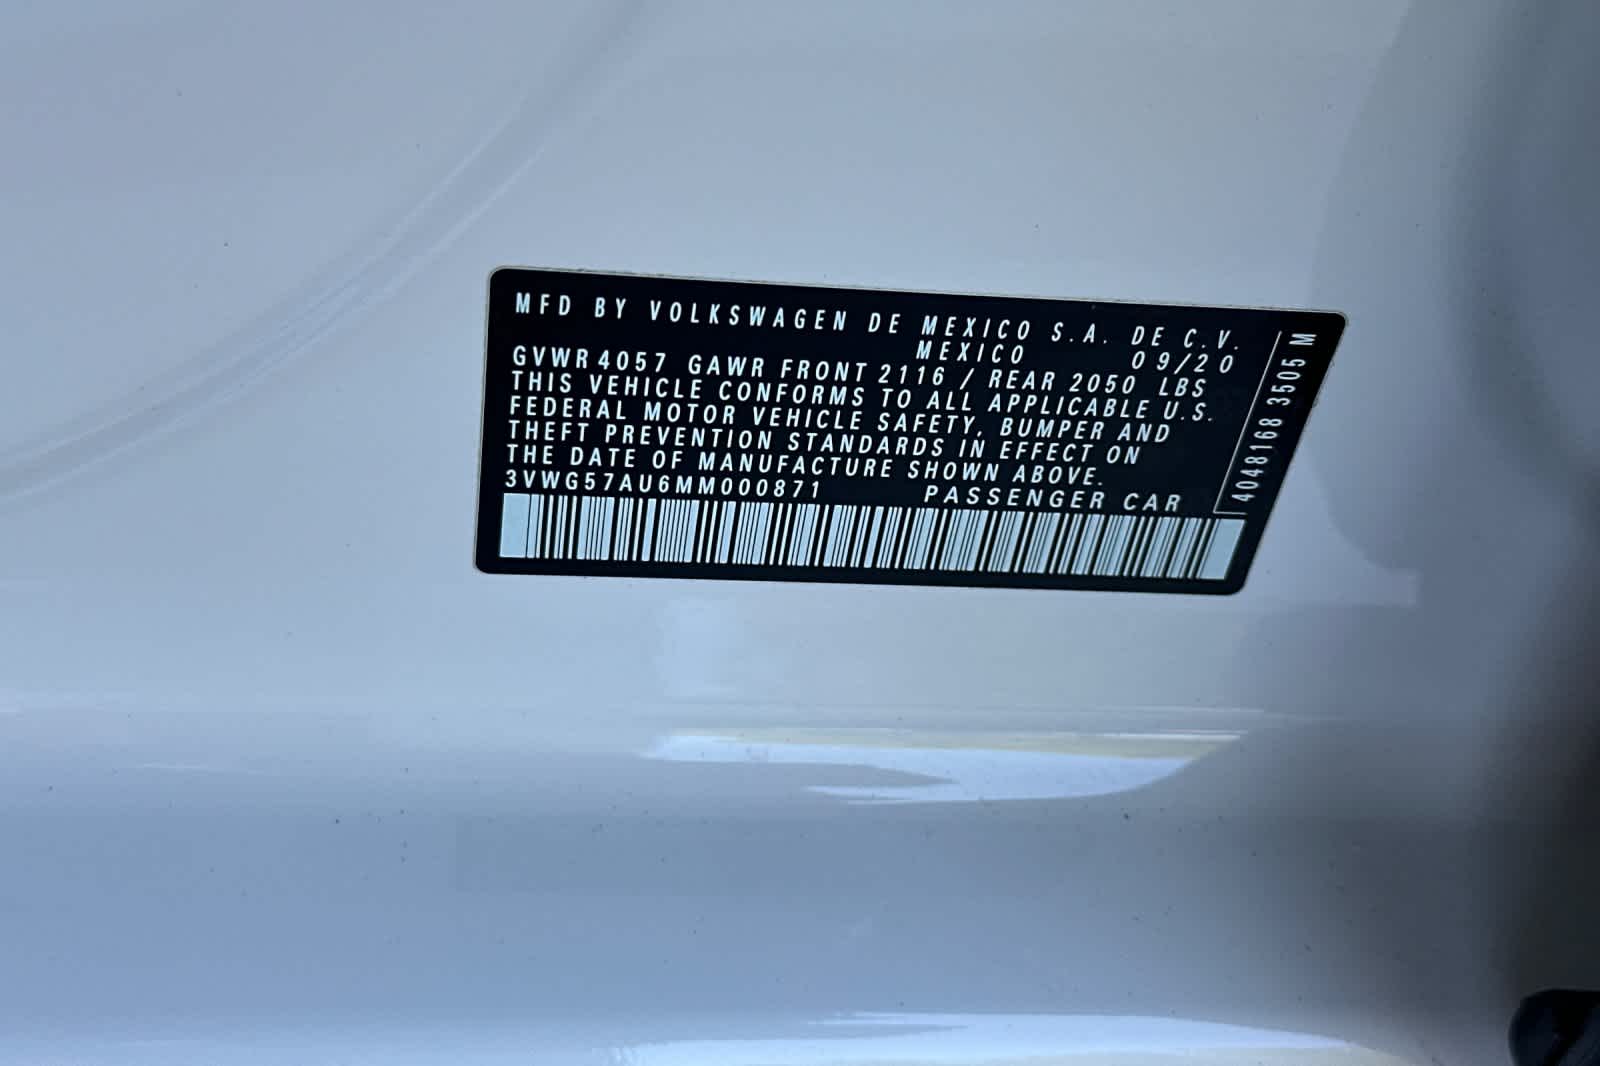 MFD BY VOLKSWAGEN DE MEXICO S.A. DE C.V.
MEXICO 09/20
GVWR 4057 GAWR FRONT 2116 / REAR 2050 LBS
THIS VEHICLE CONFORMS TO ALL APPLICABLE U.S.
FEDERAL MOTOR VEHICLE SAFETY, BUMPER AND
THEFT PREVENTION STANDARDS IN EFFECT ON
THE DATE OF MANUFACTURE SHOWN ABOVE.
3VWG57AU6MM000871 PASSENGER CAR
4048168 3505 M